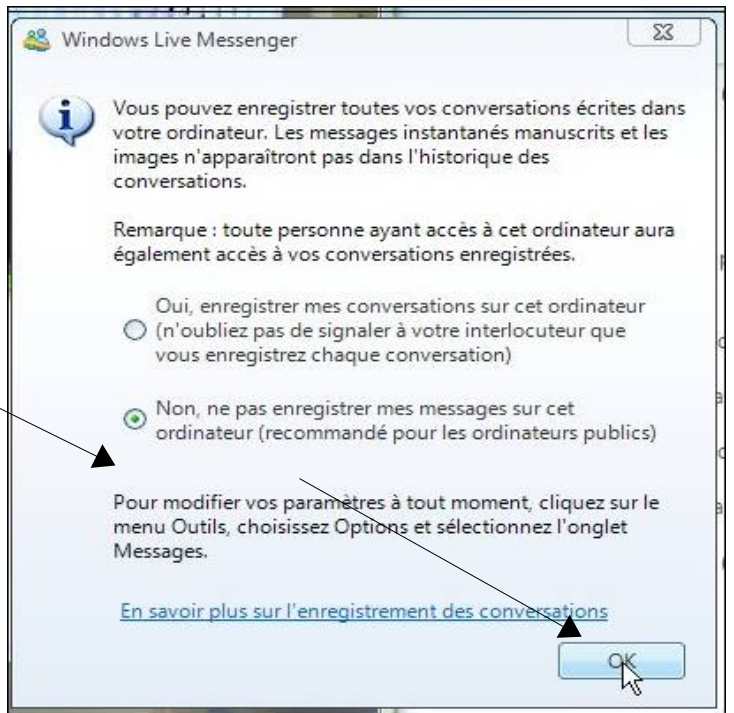 Windows Live Messenger
Vous pouvez enregistrer toutes vos conversations écrites dans
votre ordinateur. Les messages instantanés manuscrits et les
images n'apparaîtront pas dans l'historique des
conversations.
Remarque : toute personne ayant accès à cet ordinateur aura
également accès à vos conversations enregistrées.
Oui, enregistrer mes conversations sur cet ordinateur
(n'oubliez pas de signaler à votre interlocuteur que
vous enregistrez chaque conversation)
Non, ne pas enregistrer mes messages sur cet
ordinateur (recommandé pour les ordinateurs publics)
Pour modifier vos paramètres à tout moment, cliquez sur le
menu Outils, choisissez Options et sélectionnez l'onglet
Messages.
En savoir plus sur l'enregistrement des conversations
OK